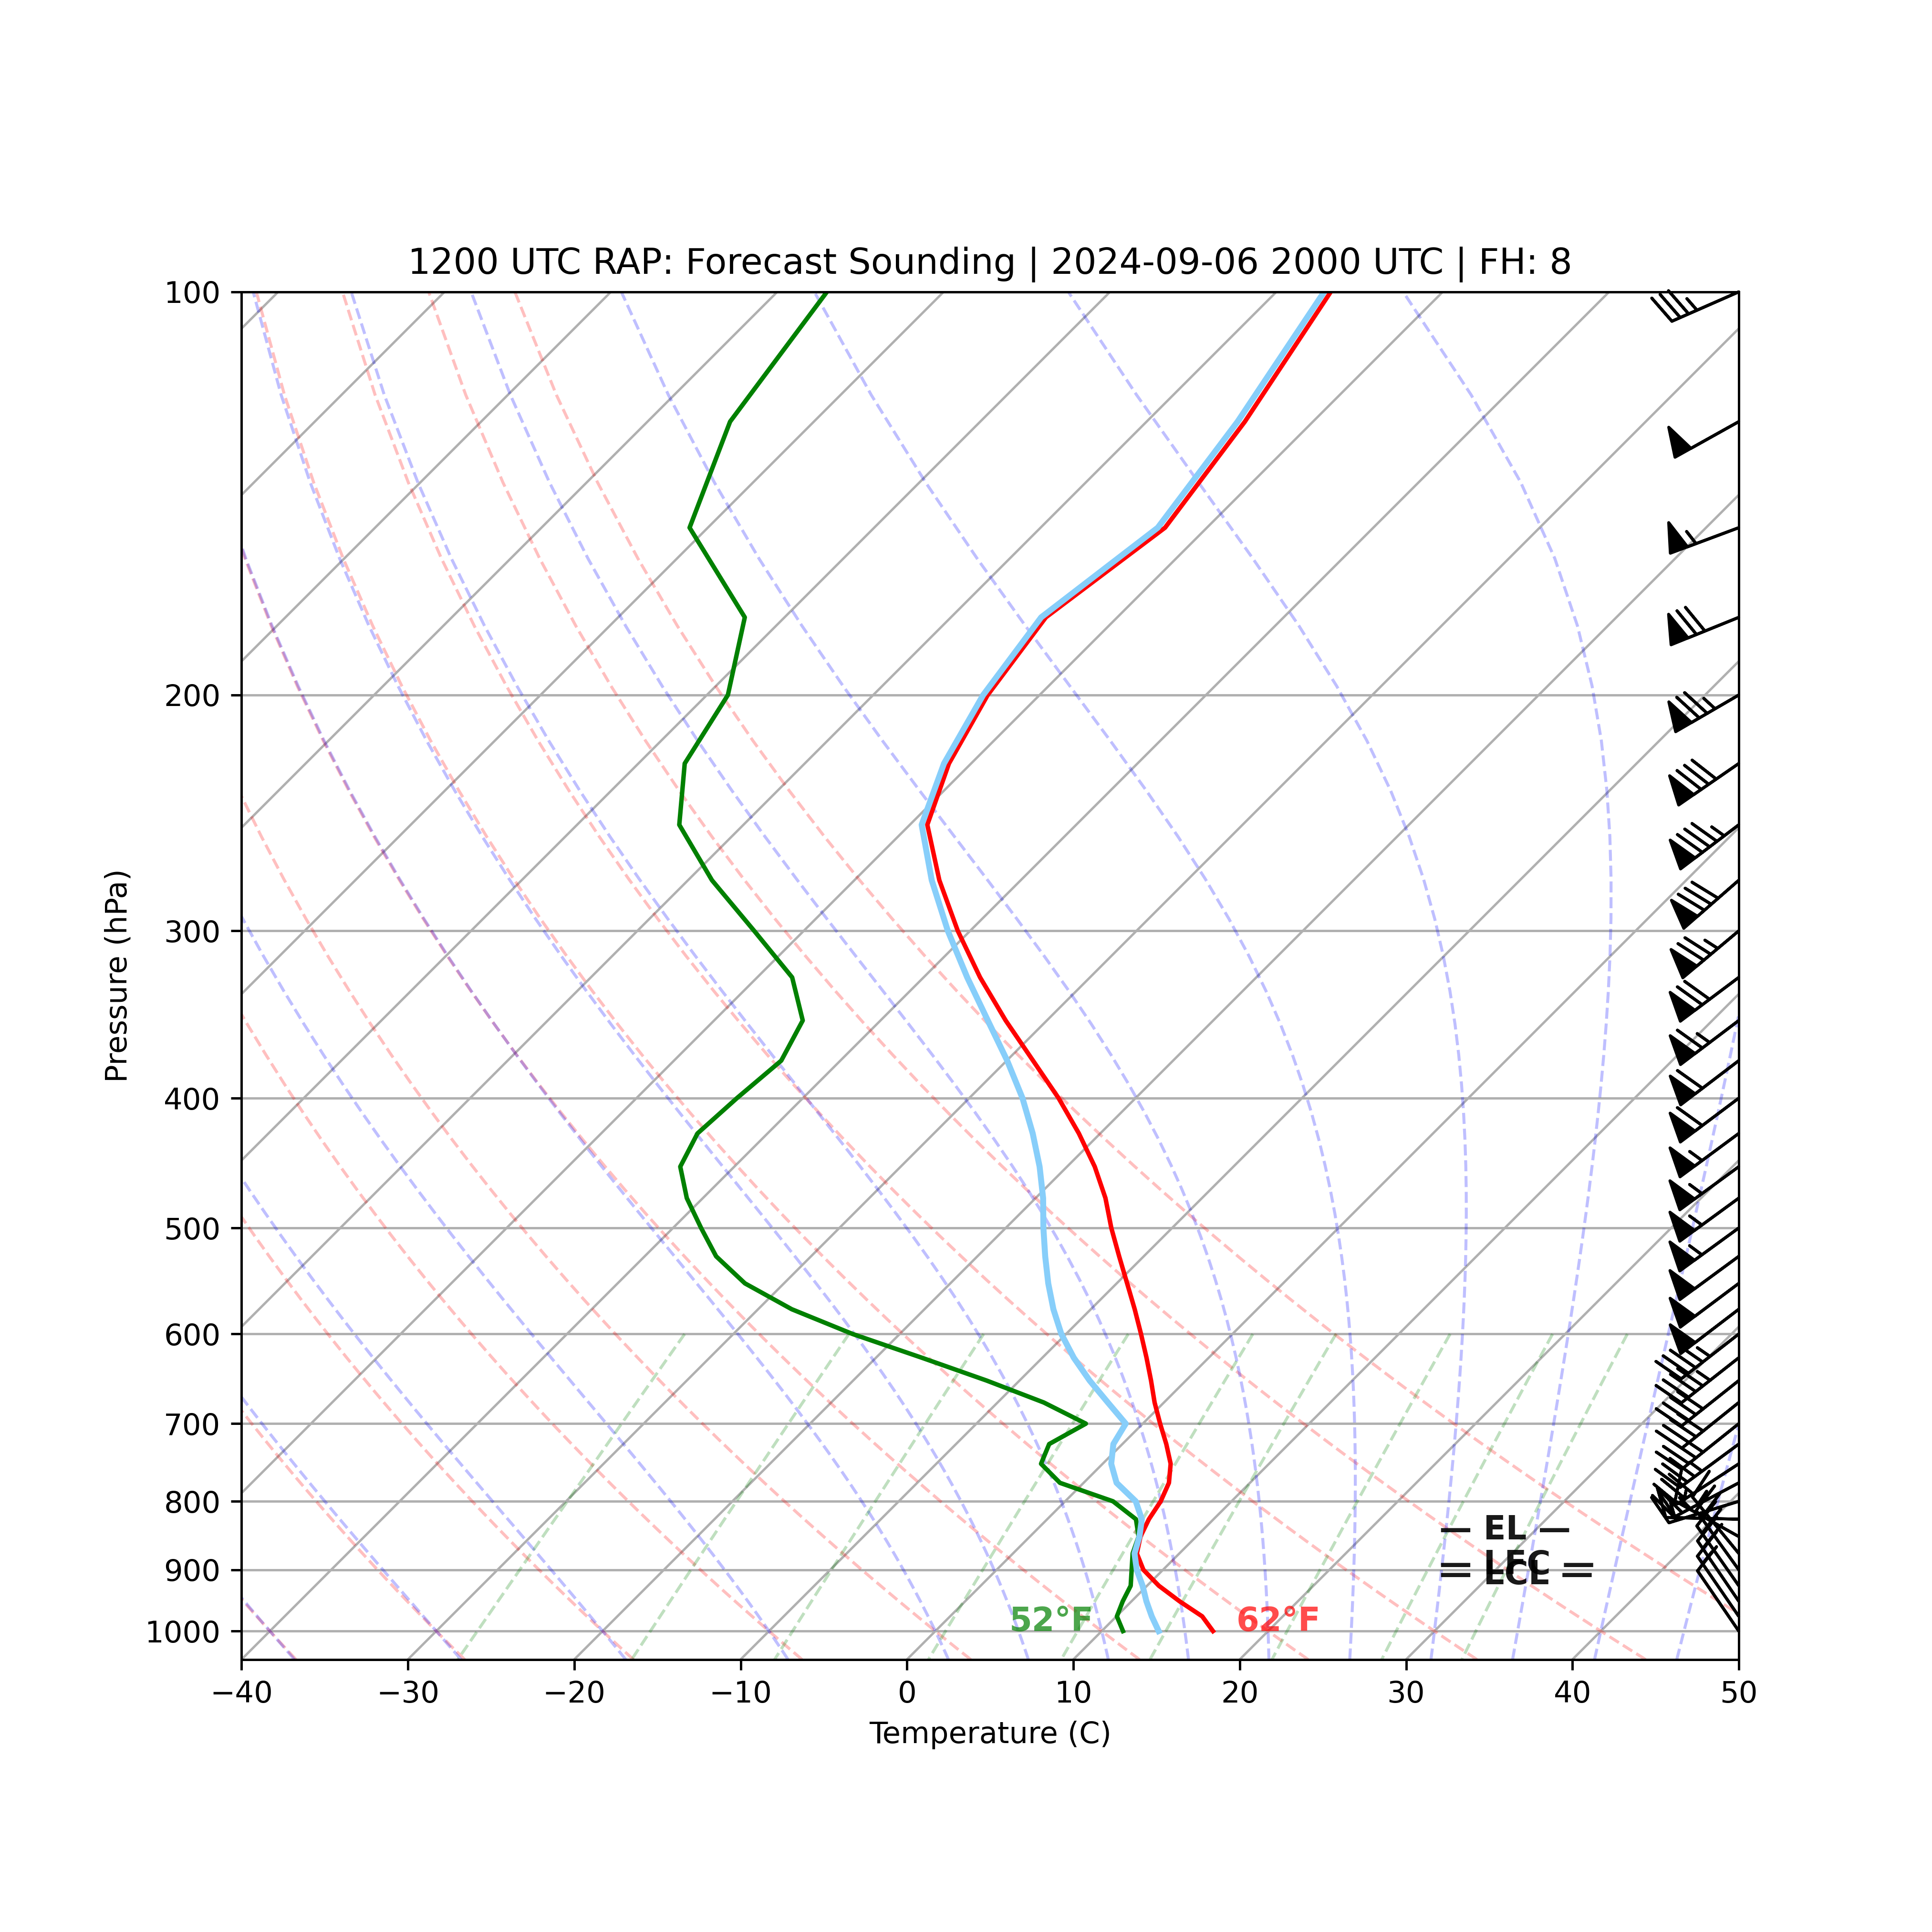 1200 UTC RAP: Forecast Sounding | 2024-09-06 2000 UTC | FH: 8
100
200
300
400
500
600
700
800
900
1000
Pressure (hPa)
— EL —
— LFC —
— LCL —
52°F
62°F
−40 −30 −20 −10 0 10 20 30 40 50
Temperature (C)